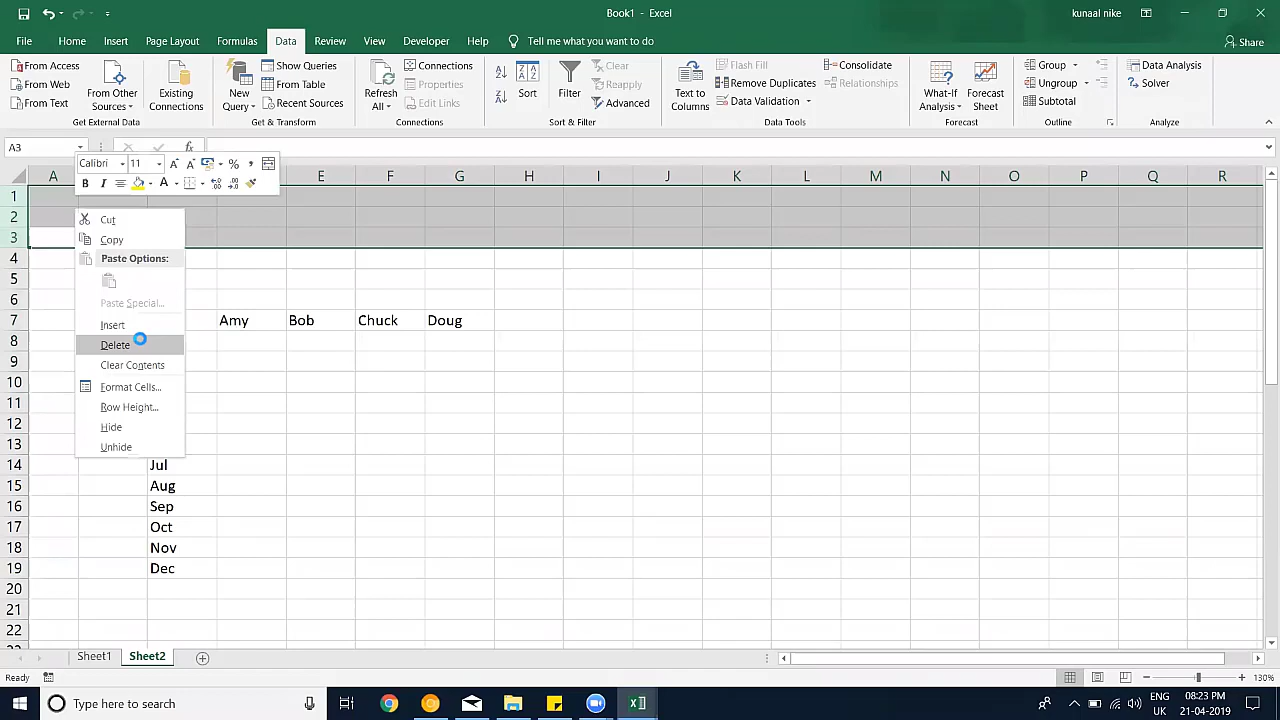 Book1 - Excel
kunaal nike
File Home Insert Page Layout Formulas Data Review View Developer Help Tell me what you want to do Share
From Access
From Web
From Text
From Other Sources
Existing Connections
Get External Data
New Query
Show Queries
From Table
Recent Sources
Get & Transform
Refresh All
Connections
Properties
Edit Links
Connections
Sort
Filter
Clear
Reapply
Advanced
Sort & Filter
Text to Columns
Flash Fill
Remove Duplicates
Data Validation
Consolidate
Relationships
Data Tools
What-If Analysis
Forecast Sheet
Forecast
Group
Ungroup
Subtotal
Outline
Data Analysis
Solver
Analyze
A3
fx
Calibri 11 A A % ,
B I A
A E F G H I J K L M N O P Q R
1
2
3
4
5
6
7 Amy Bob Chuck Doug
8
9
10
11
12
13
14 Jul
15 Aug
16 Sep
17 Oct
18 Nov
19 Dec
20
21
22
Cut
Copy
Paste Options:
Paste Special...
Insert
Delete
Clear Contents
Format Cells...
Row Height...
Hide
Unhide
Sheet1 Sheet2
Ready
130%
Type here to search
ENG
UK
08:23 PM
21-04-2019